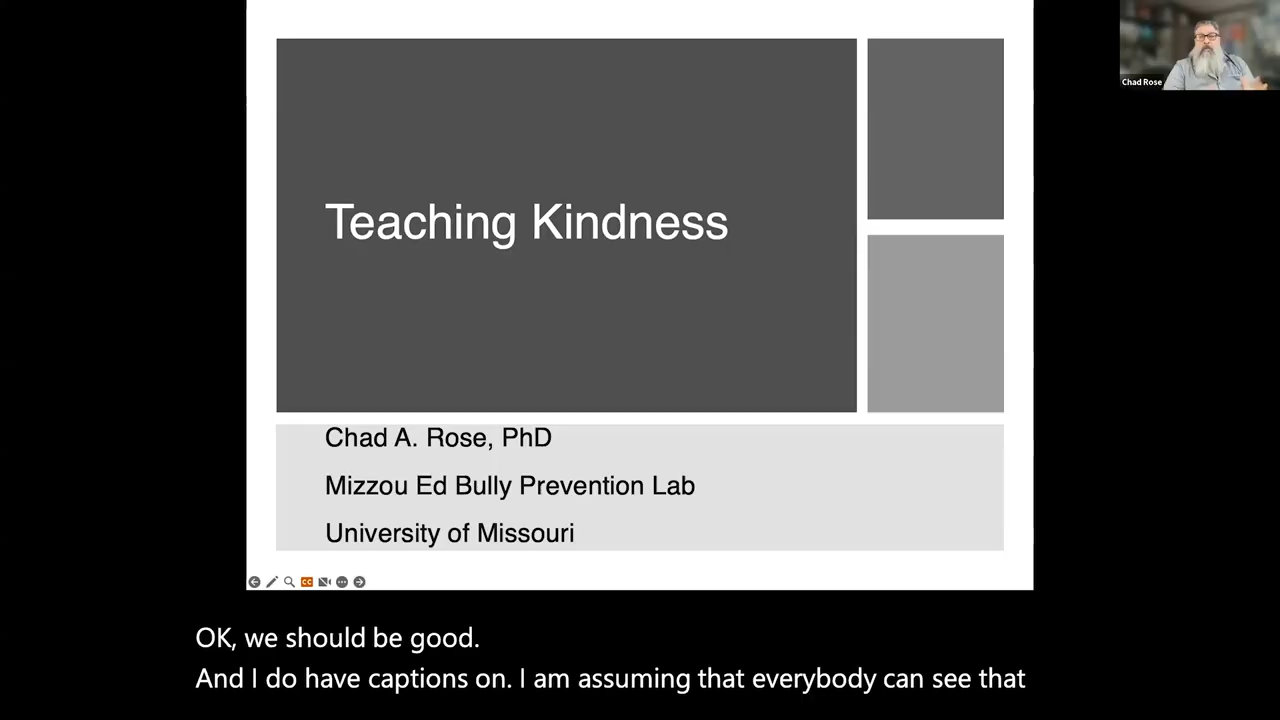 Teaching Kindness
Chad Rose
Chad A. Rose, PhD
Mizzou Ed Bully Prevention Lab
University of Missouri
CC
OK, we should be good.
And I do have captions on. I am assuming that everybody can see that